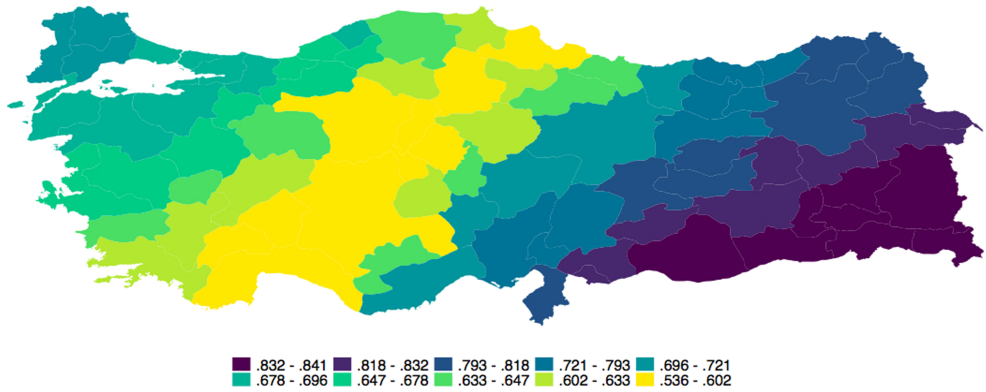 .832 - .841 .818 - .832 .793 - .818 .721 - .793 .696 - .721
.678 - .696 .647 - .678 .633 - .647 .602 - .633 .536 - .602